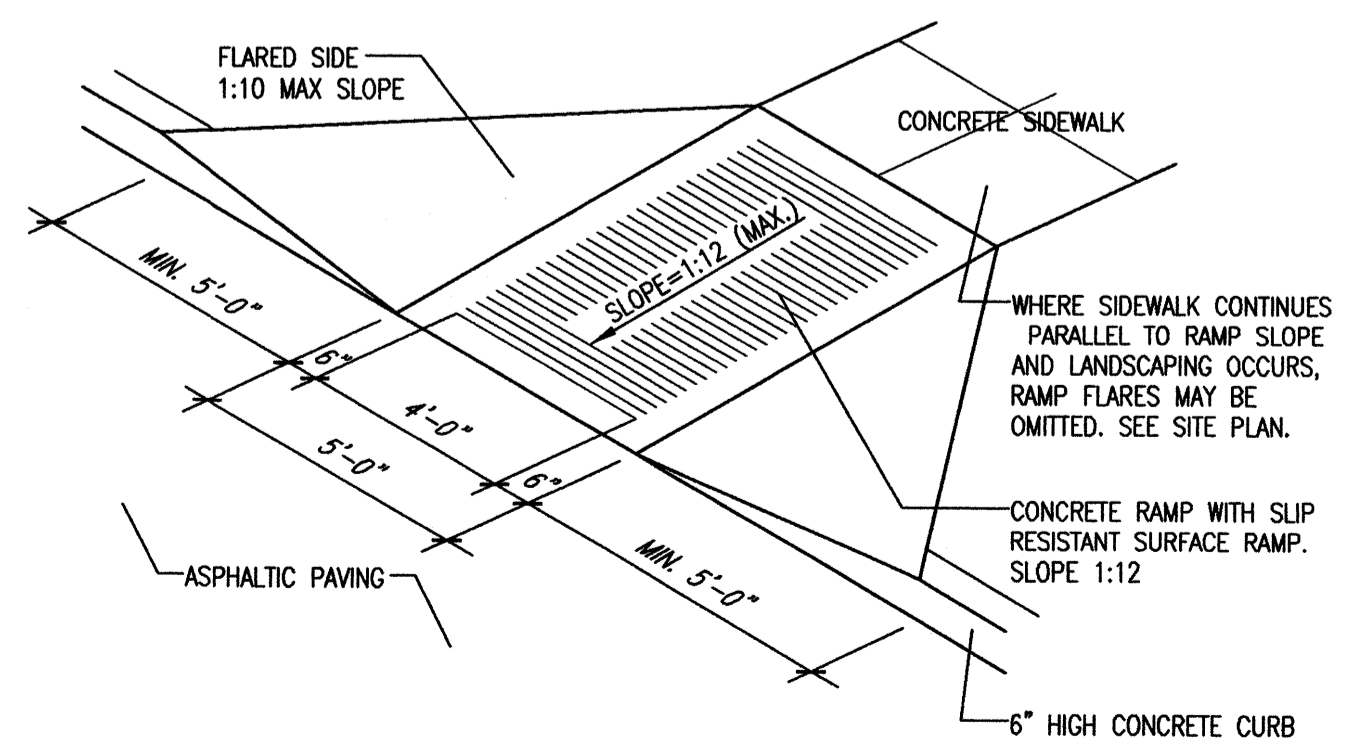 FLARED SIDE
1:10 MAX SLOPE
CONCRETE SIDEWALK
SLOPE=1:12 (MAX.)
MIN. 5'-0"
6"
4'-0"
5'-0"
6"
MIN. 5'-0"
WHERE SIDEWALK CONTINUES
PARALLEL TO RAMP SLOPE
AND LANDSCAPING OCCURS,
RAMP FLARES MAY BE
OMITTED. SEE SITE PLAN.
CONCRETE RAMP WITH SLIP
RESISTANT SURFACE RAMP.
SLOPE 1:12
ASPHALTIC PAVING
6" HIGH CONCRETE CURB